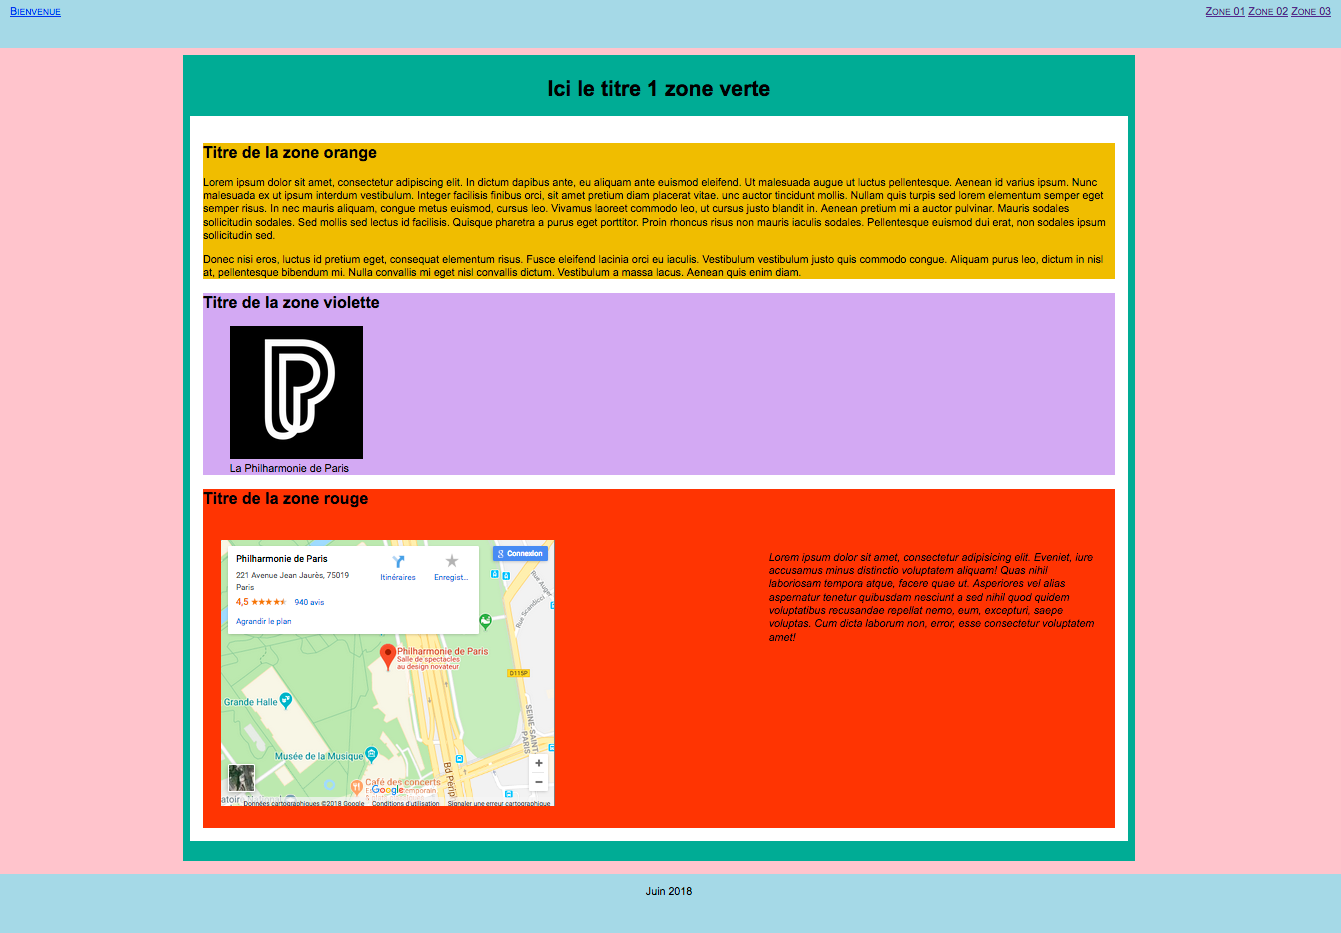 Bienvenue
Zone 01 Zone 02 Zone 03
Ici le titre 1 zone verte
Titre de la zone orange
Lorem ipsum dolor sit amet, consectetur adipiscing elit. In dictum dapibus ante, eu aliquam ante euismod eleifend. Ut malesuada augue ut luctus pellentesque. Aenean id varius ipsum. Nunc
malesuada ex ut ipsum interdum vestibulum. Integer facilisis finibus orci, sit amet pretium diam placerat vitae. unc auctor tincidunt mollis. Nullam quis turpis sed lorem elementum semper eget
semper risus. In nec mauris aliquam, congue metus euismod, cursus leo. Vivamus laoreet commodo leo, ut cursus justo blandit in. Aenean pretium mi a auctor pulvinar. Mauris sodales
sollicitudin sodales. Sed mollis sed lectus id facilisis. Quisque pharetra a purus eget porttitor. Proin rhoncus risus non mauris iaculis sodales. Pellentesque euismod dui erat, non sodales ipsum
sollicitudin sed.
Donec nisi eros, luctus id pretium eget, consequat elementum risus. Fusce eleifend lacinia orci eu iaculis. Vestibulum vestibulum justo quis commodo congue. Aliquam purus leo, dictum in nisl
at, pellentesque bibendum mi. Nulla convallis mi eget nisl convallis dictum. Vestibulum a massa lacus. Aenean quis enim diam.
Titre de la zone violette
P
La Philharmonie de Paris
Titre de la zone rouge
Philharmonie de Paris
221 Avenue Jean Jaurès, 75019
Paris
4,5 940 avis
Agrandir le plan
Itinéraires
Enregist...
Connexion
Rue Auger
Rue Scandicci
Philharmonie de Paris
Salle de spectacles
au design novateur
D115P
Grande Halle
SEINE-SAINT
PARIS
Musée de la Musique
Bd Périp
Café des concerts
Google
Données cartographiques ©2018 Google Conditions d'utilisation Signaler une erreur cartographique
Lorem ipsum dolor sit amet, consectetur adipisicing elit. Eveniet, iure
accusamus minus distinctio voluptatem aliquam! Quas nihil
laboriosam tempora atque, facere quae ut. Asperiores vel alias
aspernatur tenetur quibusdam nesciunt a sed nihil quod quidem
voluptatibus recusandae repellat nemo, eum, excepturi, saepe
voluptas. Cum dicta laborum non, error, esse consectetur voluptatem
amet!
Juin 2018